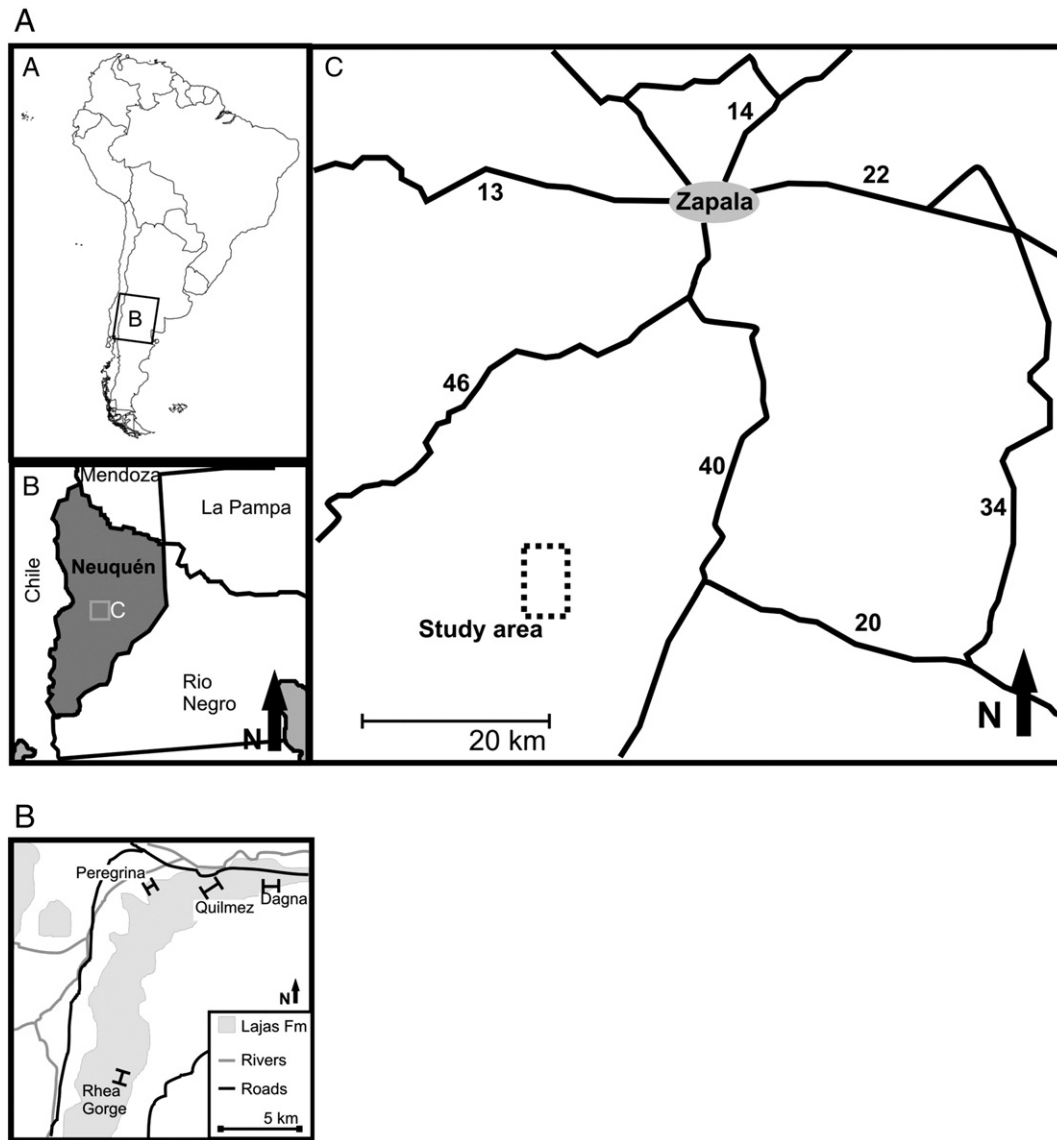 A
A
B
B
Mendoza
La Pampa
Chile
Neuquén
C
Rio
Negro
N
C
14
13
Zapala
22
46
40
34
Study area
20
20 km
N
B
Peregrina
Quilmez
Dagna
N
Lajas Fm
Rivers
Roads
5 km
Rhea
Gorge